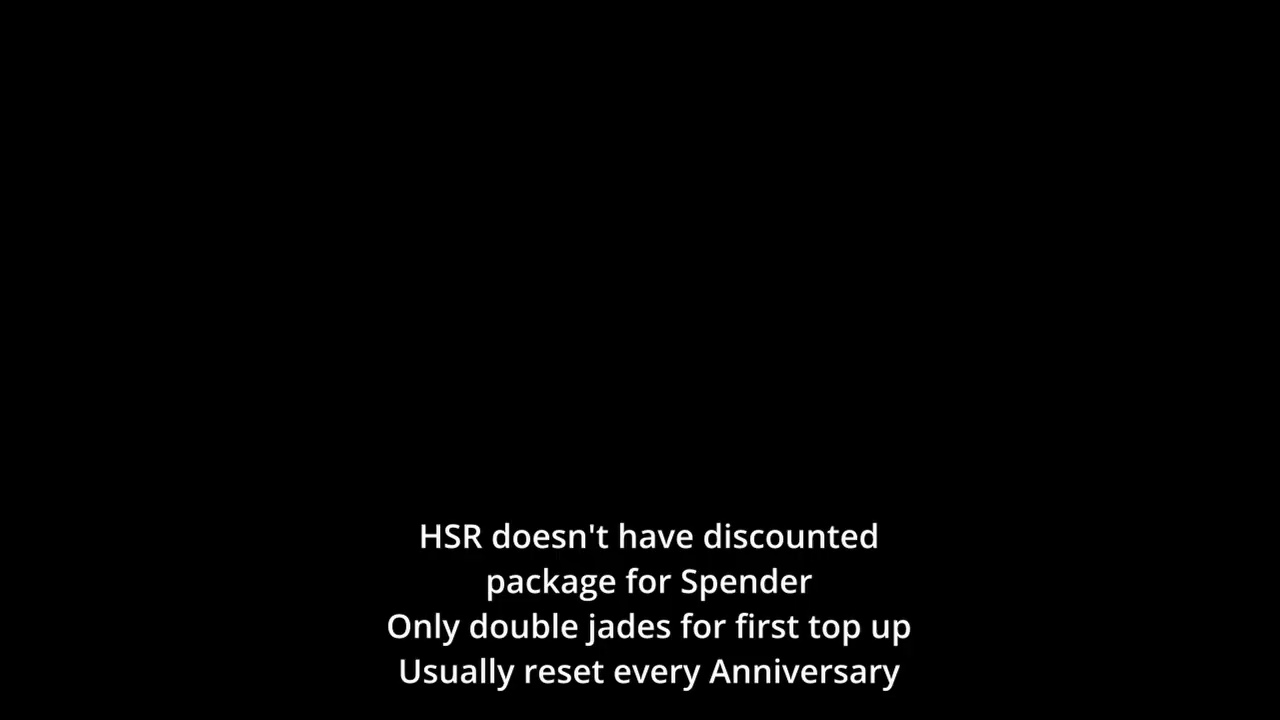 HSR doesn't have discounted
package for Spender
Only double jades for first top up
Usually reset every Anniversary